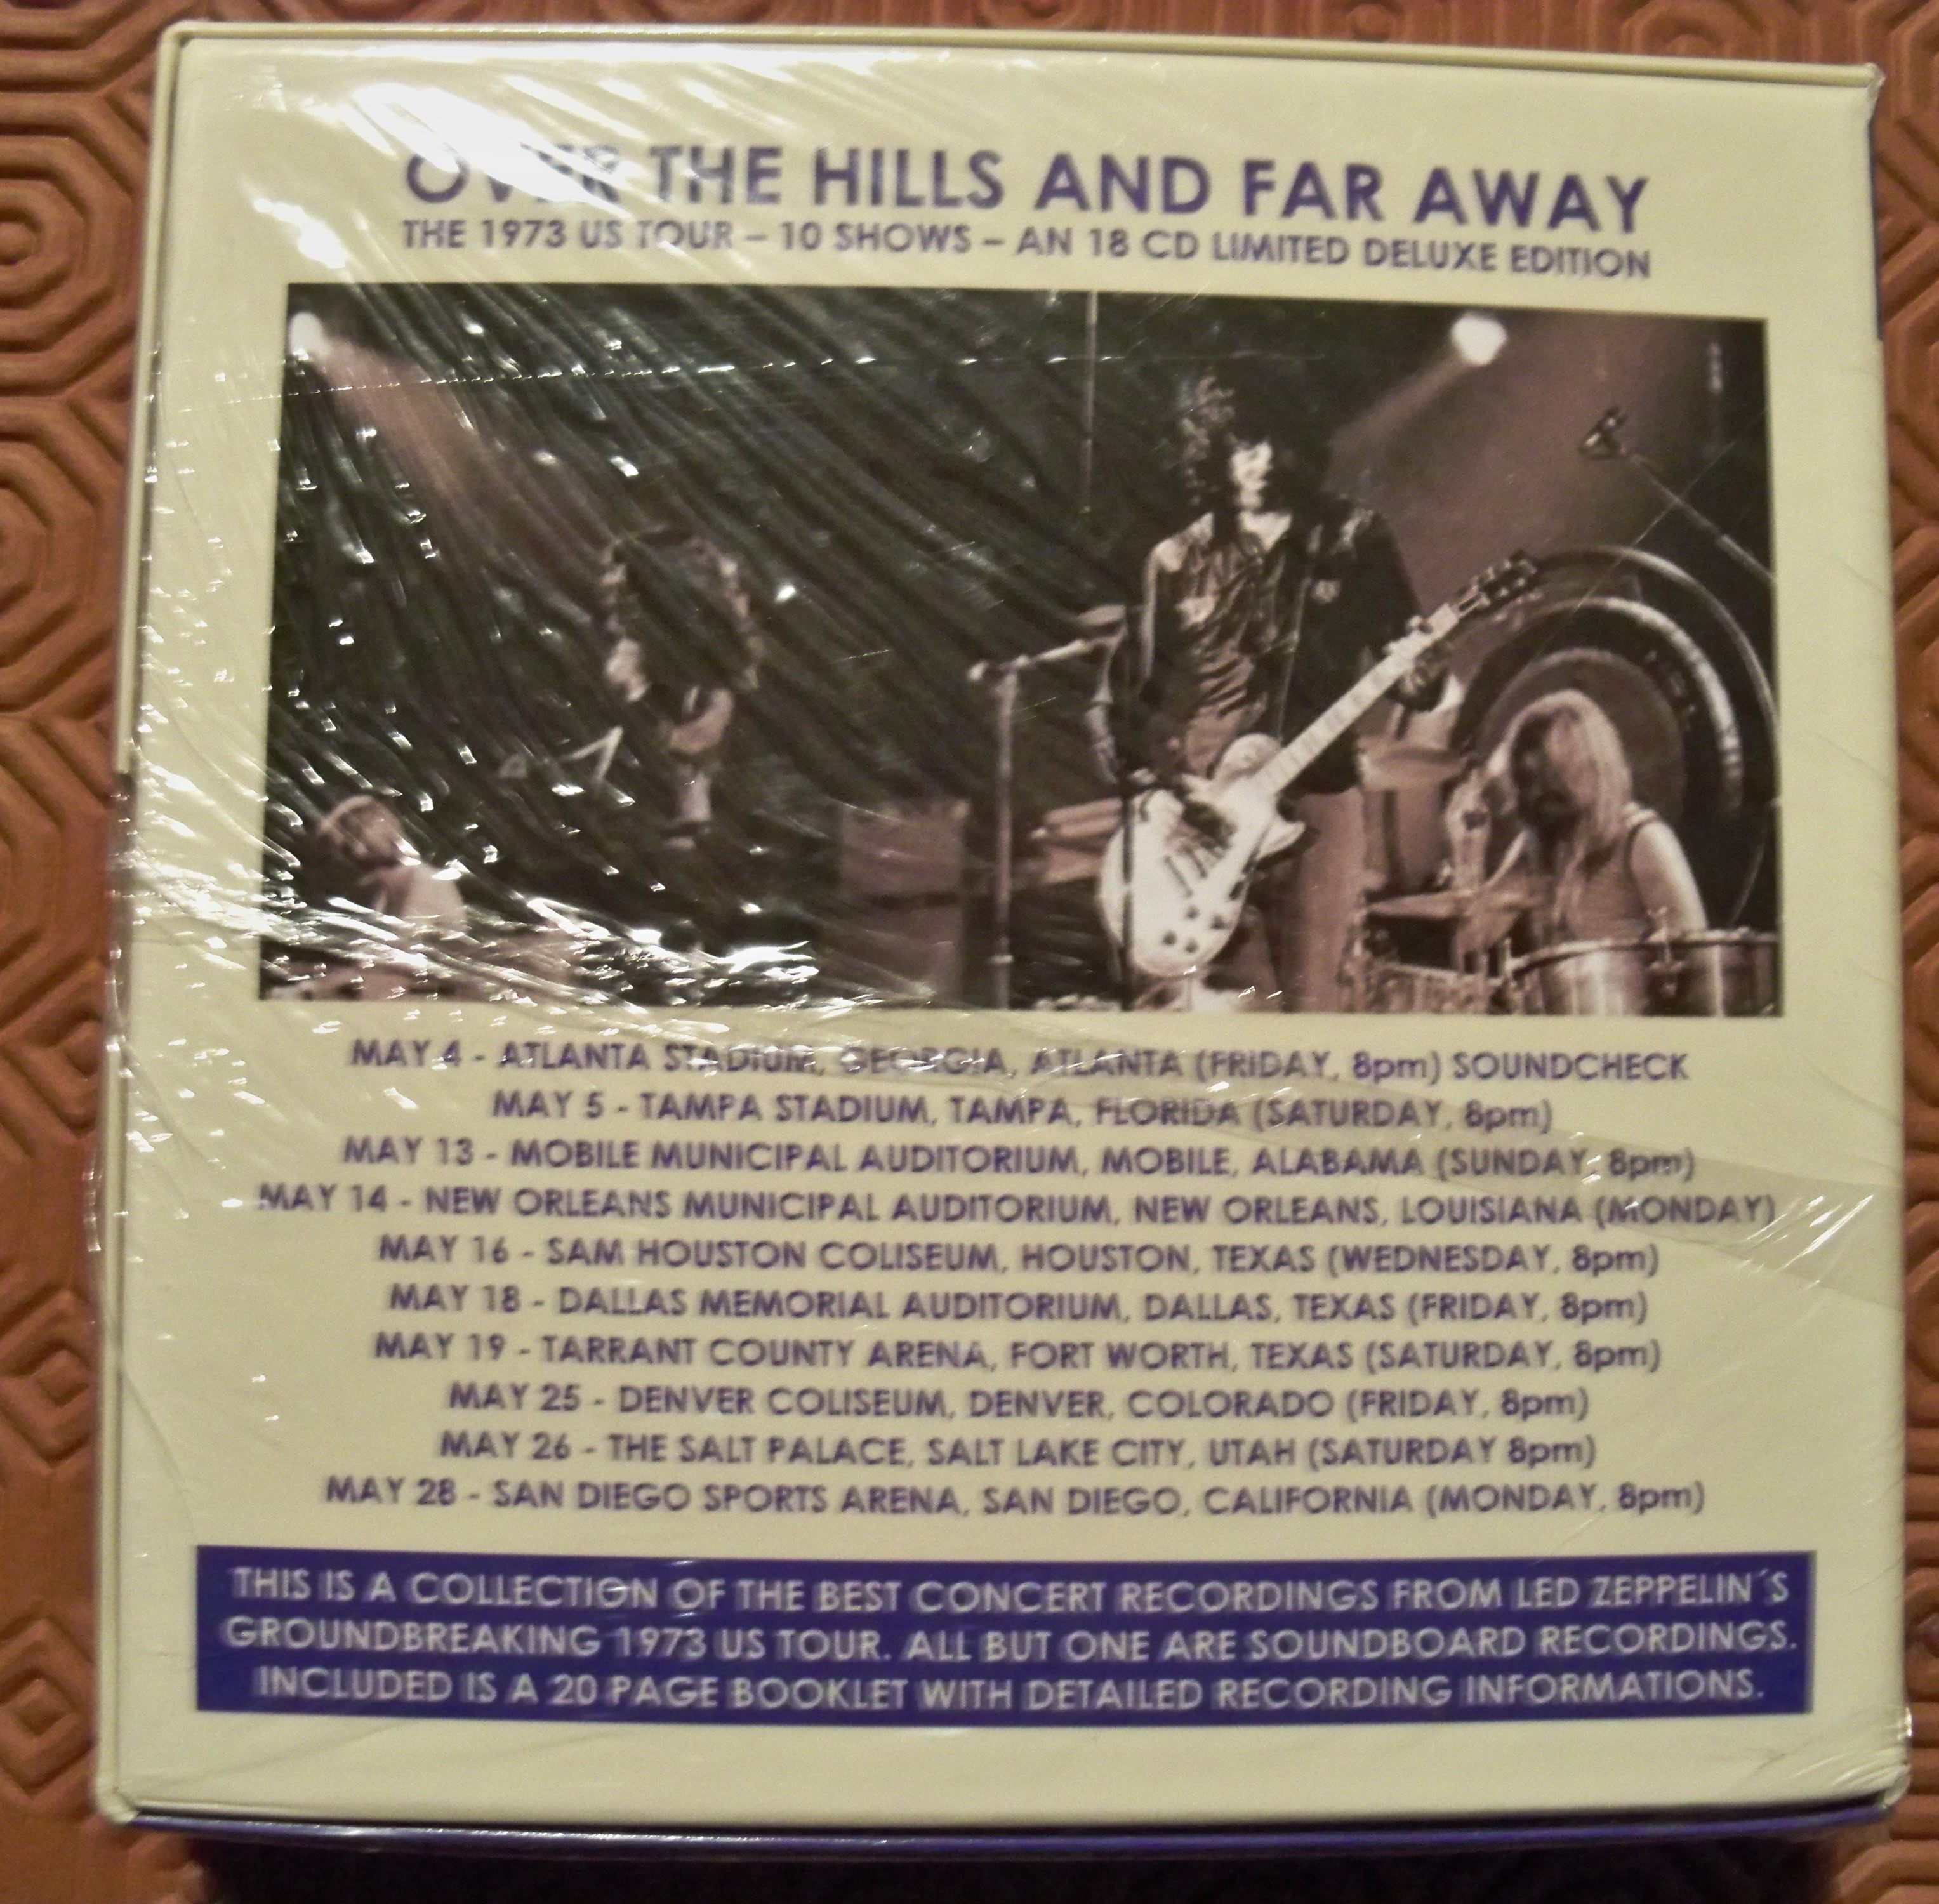 OVER THE HILLS AND FAR AWAY
THE 1973 US TOUR – 10 SHOWS – AN 18 CD LIMITED DELUXE EDITION
MAY 4 - ATLANTA STADIUM, GEORGIA, ATLANTA (FRIDAY, 8pm) SOUNDCHECK
MAY 5 - TAMPA STADIUM, TAMPA, FLORIDA (SATURDAY, 8pm)
MAY 13 - MOBILE MUNICIPAL AUDITORIUM, MOBILE, ALABAMA (SUNDAY, 8pm)
MAY 14 - NEW ORLEANS MUNICIPAL AUDITORIUM, NEW ORLEANS, LOUISIANA (MONDAY)
MAY 16 - SAM HOUSTON COLISEUM, HOUSTON, TEXAS (WEDNESDAY, 8pm)
MAY 18 - DALLAS MEMORIAL AUDITORIUM, DALLAS, TEXAS (FRIDAY, 8pm)
MAY 19 - TARRANT COUNTY ARENA, FORT WORTH, TEXAS (SATURDAY, 8pm)
MAY 25 - DENVER COLISEUM, DENVER, COLORADO (FRIDAY, 8pm)
MAY 26 - THE SALT PALACE, SALT LAKE CITY, UTAH (SATURDAY 8pm)
MAY 28 - SAN DIEGO SPORTS ARENA, SAN DIEGO, CALIFORNIA (MONDAY, 8pm)
THIS IS A COLLECTION OF THE BEST CONCERT RECORDINGS FROM LED ZEPPELIN´S
GROUNDBREAKING 1973 US TOUR. ALL BUT ONE ARE SOUNDBOARD RECORDINGS.
INCLUDED IS A 20 PAGE BOOKLET WITH DETAILED RECORDING INFORMATIONS.